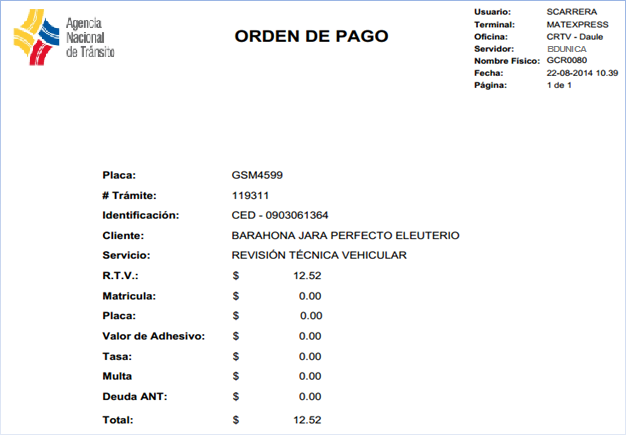 Agencia
Nacional
de Tránsito
ORDEN DE PAGO
Usuario: SCARRERA
Terminal: MATEXPRESS
Oficina: CRTV - Daule
Servidor: BDUNICA
Nombre Físico: GCR0080
Fecha: 22-08-2014 10.39
Página: 1 de 1
Placa: GSM4599
# Trámite: 119311
Identificación: CED - 0903061364
Cliente: BARAHONA JARA PERFECTO ELEUTERIO
Servicio: REVISIÓN TÉCNICA VEHICULAR
R.T.V.: $ 12.52
Matricula: $ 0.00
Placa: $ 0.00
Valor de Adhesivo: $ 0.00
Tasa: $ 0.00
Multa $ 0.00
Deuda ANT: $ 0.00
Total: $ 12.52